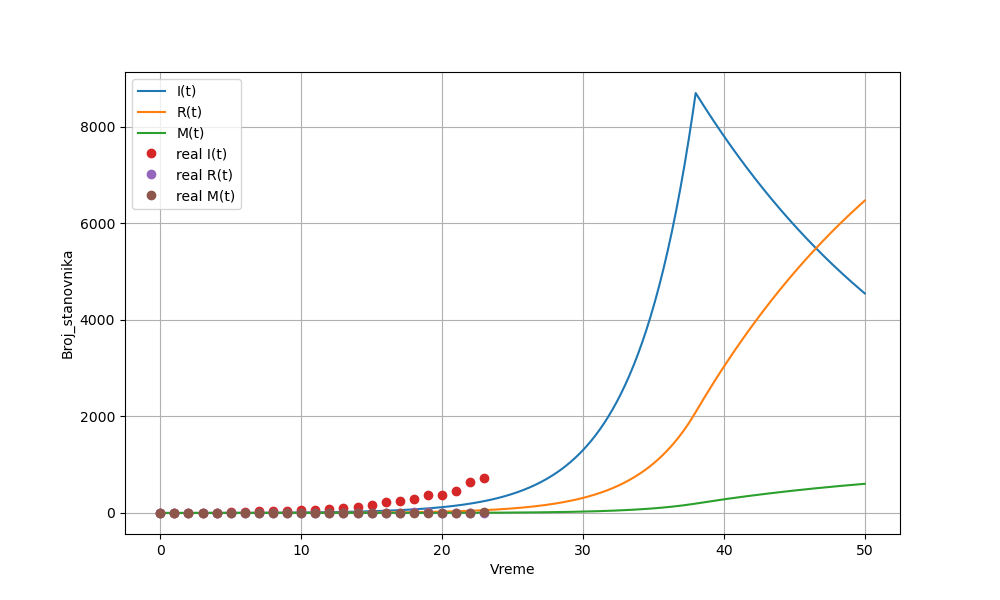 I(t)
R(t)
M(t)
real I(t)
real R(t)
real M(t)
8000
6000
4000
2000
0
Broj_stanovnika
0 10 20 30 40 50
Vreme